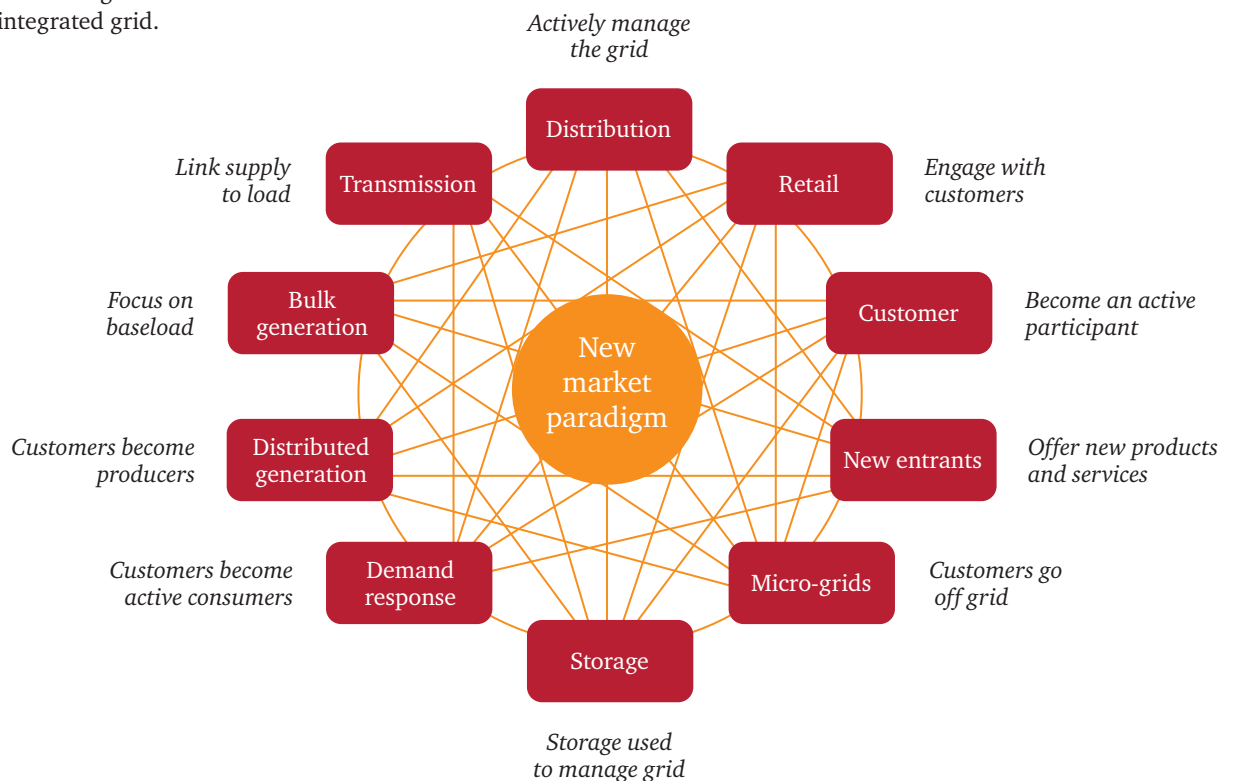 integrated grid.
Actively manage
the grid
Distribution
Link supply
to load
Transmission
Retail
Engage with
customers
Focus on
baseload
Bulk
generation
Customer
Become an active
participant
New
market
paradigm
Customers become
producers
Distributed
generation
New entrants
Offer new products
and services
Customers become
active consumers
Demand
response
Micro-grids
Customers go
off grid
Storage
Storage used
to manage grid